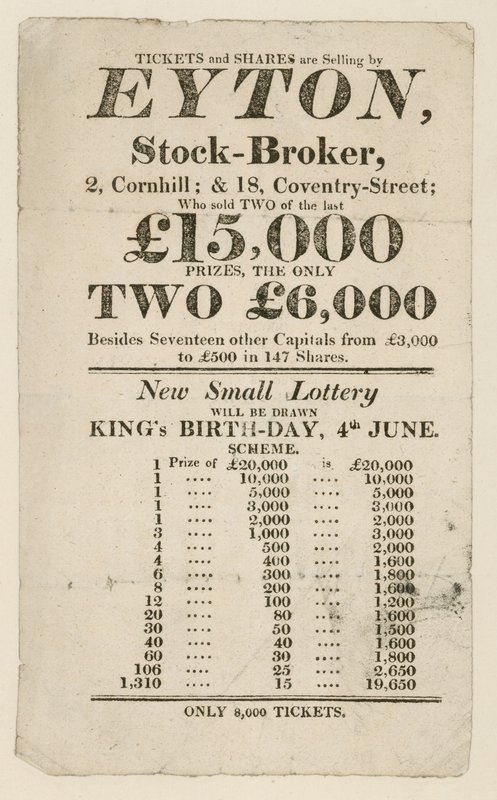 TICKETS and SHARES are Selling by
EYTON,
Stock-Broker,
2, Cornhill; & 18, Coventry-Street;
Who sold TWO of the last
£15,000
PRIZES, THE ONLY
TWO £6,000
Besides Seventeen other Capitals from £3,000
to £500 in 147 Shares.
New Small Lottery
WILL BE DRAWN
KING's BIRTH-DAY, 4th JUNE.
SCHEME.
1 Prize of £20,000 is £20,000
1 .... 10,000 .... 10,000
1 .... 5,000 .... 5,000
1 .... 3,000 .... 3,000
1 .... 2,000 .... 2,000
3 .... 1,000 .... 3,000
4 .... 500 .... 2,000
4 .... 400 .... 1,600
6 .... 300 .... 1,800
8 .... 200 .... 1,600
12 .... 100 .... 1,200
20 .... 80 .... 1,600
30 .... 50 .... 1,500
40 .... 40 .... 1,600
60 .... 30 .... 1,800
106 .... 25 .... 2,650
1,310 .... 15 .... 19,650
ONLY 8,000 TICKETS.